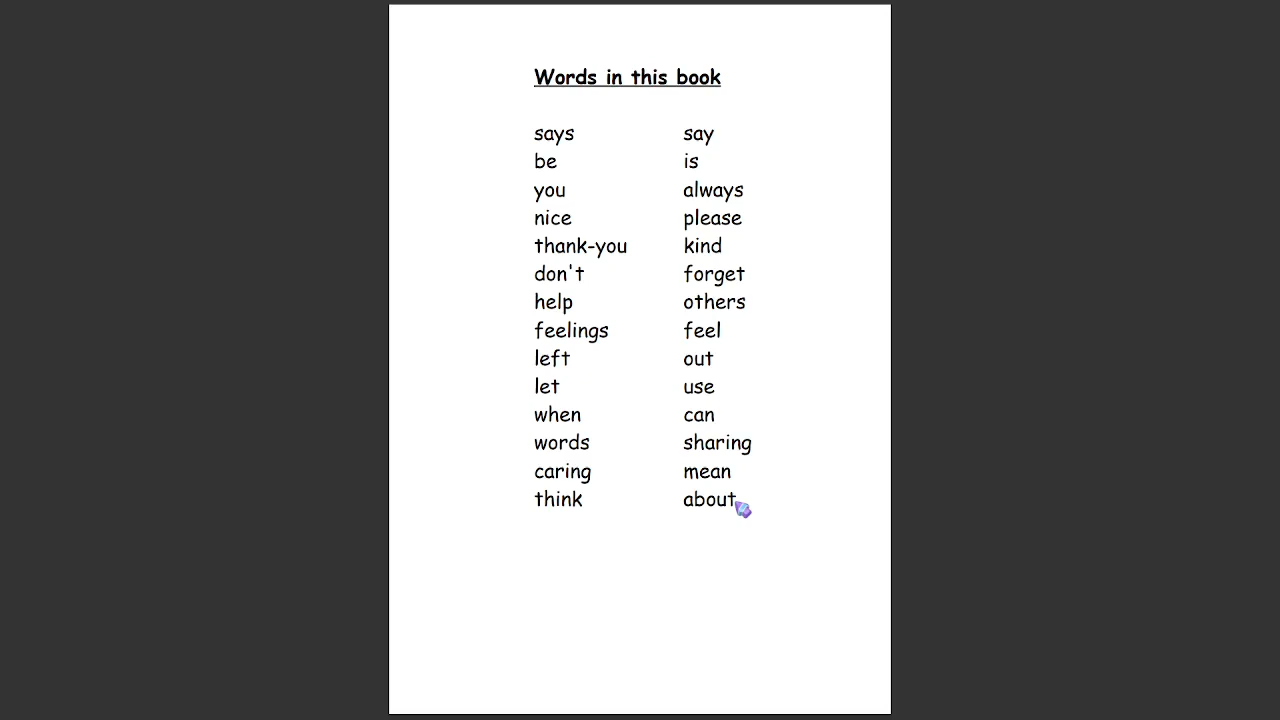 Words in this book
says say
be is
you always
nice please
thank-you kind
don't forget
help others
feelings feel
left out
let use
when can
words sharing
caring mean
think about